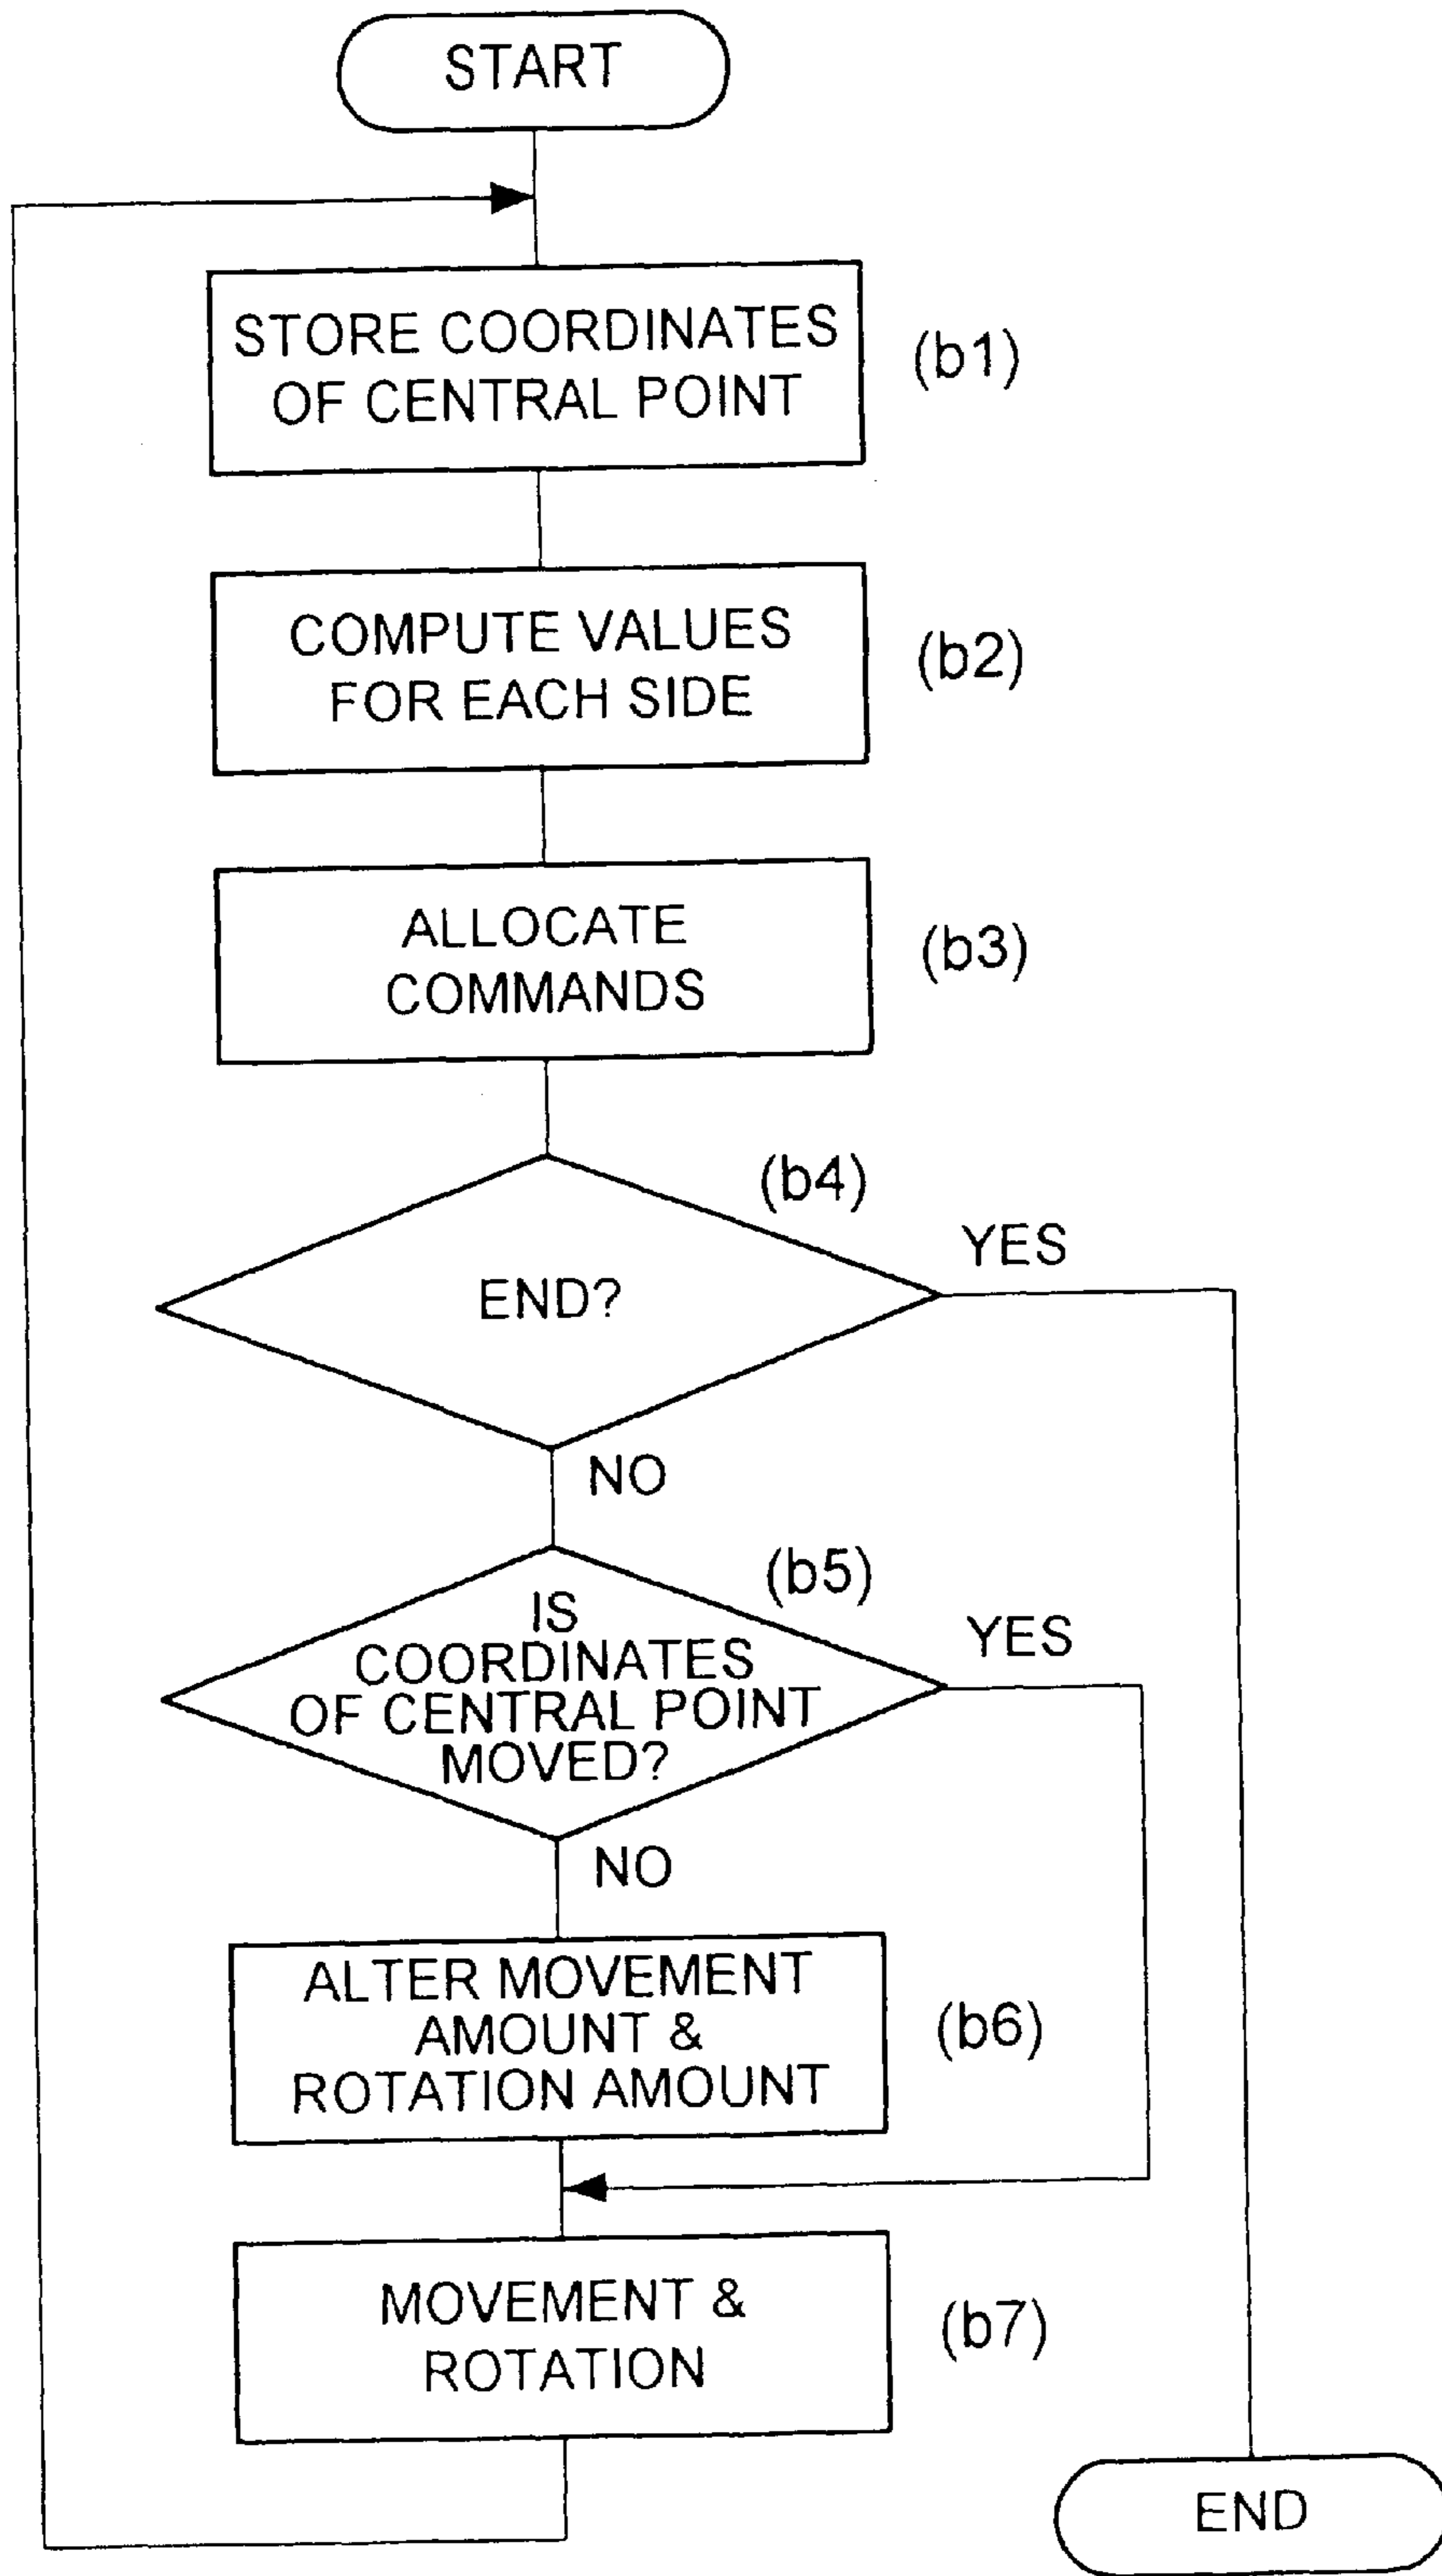 START
STORE COORDINATES
OF CENTRAL POINT
(b1)
COMPUTE VALUES
FOR EACH SIDE
(b2)
ALLOCATE
COMMANDS
(b3)
(b4)
YES
END?
NO
(b5)
IS
COORDINATES
OF CENTRAL POINT
MOVED?
YES
NO
ALTER MOVEMENT
AMOUNT &
ROTATION AMOUNT
(b6)
MOVEMENT &
ROTATION
(b7)
END